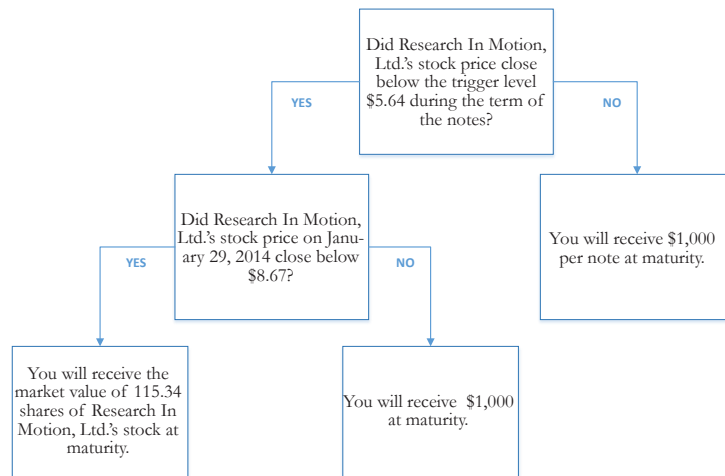 Did Research In Motion,
Ltd.'s stock price close
below the trigger level
$5.64 during the term of
the notes?
YES
NO
Did Research In Motion,
Ltd.'s stock price on Janu-
ary 29, 2014 close below
$8.67?
You will receive $1,000
per note at maturity.
YES
NO
You will receive the
market value of 115.34
shares of Research In
Motion, Ltd.'s stock at
maturity.
You will receive $1,000
at maturity.